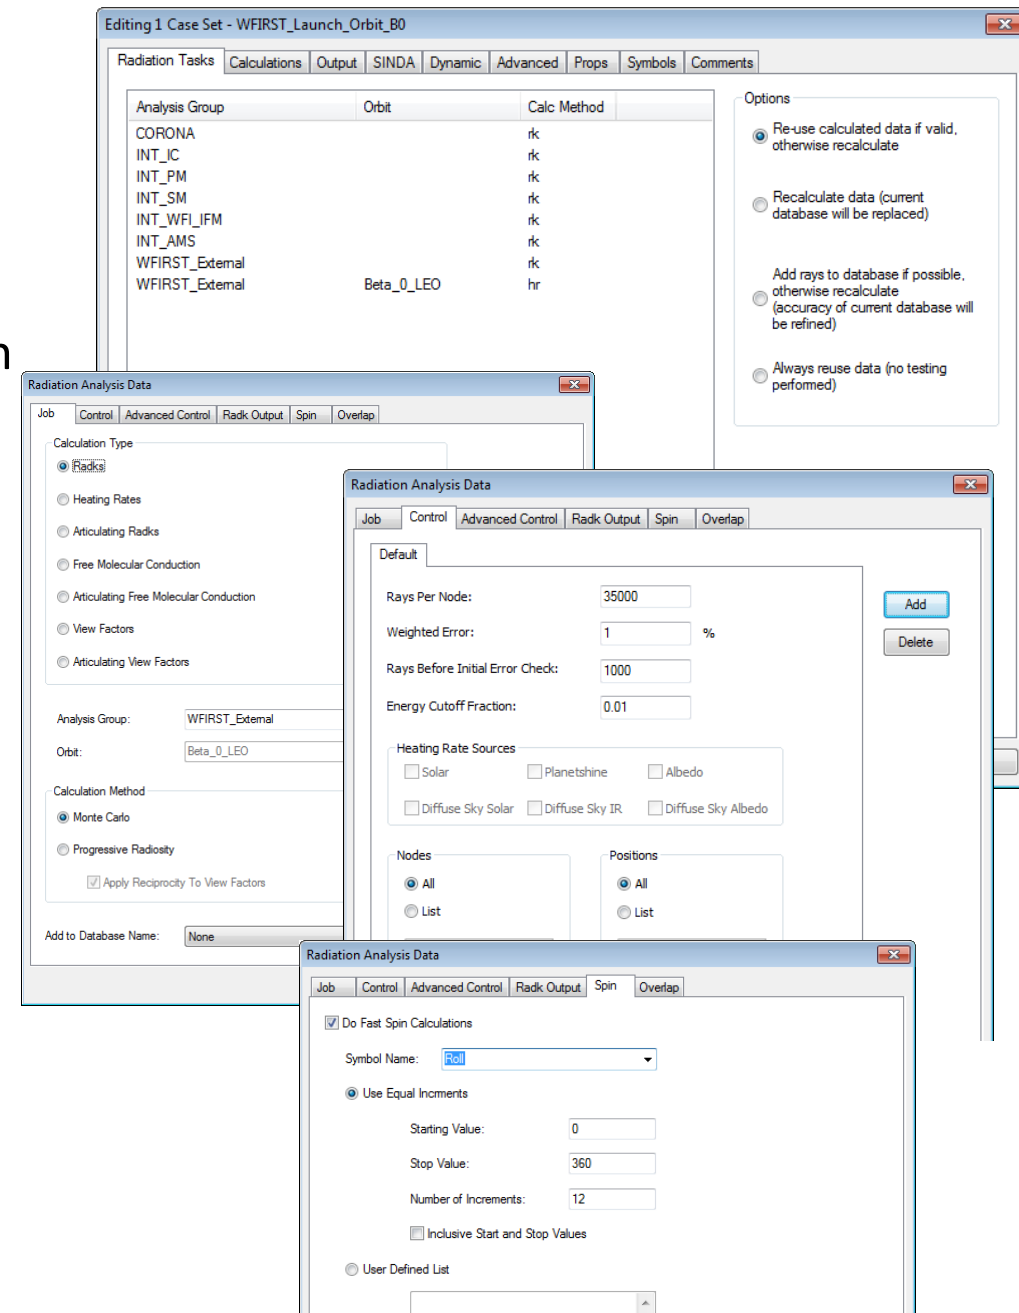 Editing 1 Case Set - WFIRST_Launch_Orbit_B0
Radiation Tasks Calculations Output SINDA Dynamic Advanced Props Symbols Comments
Analysis Group Orbit Calc Method
CORONA rk
INT_IC rk
INT_PM rk
INT_SM rk
INT_WFI_IFM rk
INT_AMS rk
WFIRST_External rk
WFIRST_External Beta_0_LEO hr
Options
Re-use calculated data if valid,
otherwise recalculate
Recalculate data (current
database will be replaced)
Add rays to database if possible,
otherwise recalculate
(accuracy of current database will
be refined)
Always reuse data (no testing
performed)
Radiation Analysis Data
Job Control Advanced Control Radk Output Spin Overlap
Calculation Type
Radks
Heating Rates
Articulating Radks
Free Molecular Conduction
Articulating Free Molecular Conduction
View Factors
Articulating View Factors
Analysis Group: WFIRST_External
Orbit: Beta_0_LEO
Calculation Method
Monte Carlo
Progressive Radiosity
Apply Reciprocity To View Factors
Add to Database Name: None
Radiation Analysis Data
Job Control Advanced Control Radk Output Spin Overlap
Default
Rays Per Node: 35000
Weighted Error: 1 %
Rays Before Initial Error Check: 1000
Energy Cutoff Fraction: 0.01
Add
Delete
Heating Rate Sources
Solar Planetshine Albedo
Diffuse Sky Solar Diffuse Sky IR Diffuse Sky Albedo
Nodes Positions
All All
List List
Radiation Analysis Data
Job Control Advanced Control Radk Output Spin Overlap
Do Fast Spin Calculations
Symbol Name: Roll
Use Equal Incrments
Starting Value: 0
Stop Value: 360
Number of Increments: 12
Inclusive Start and Stop Values
User Defined List